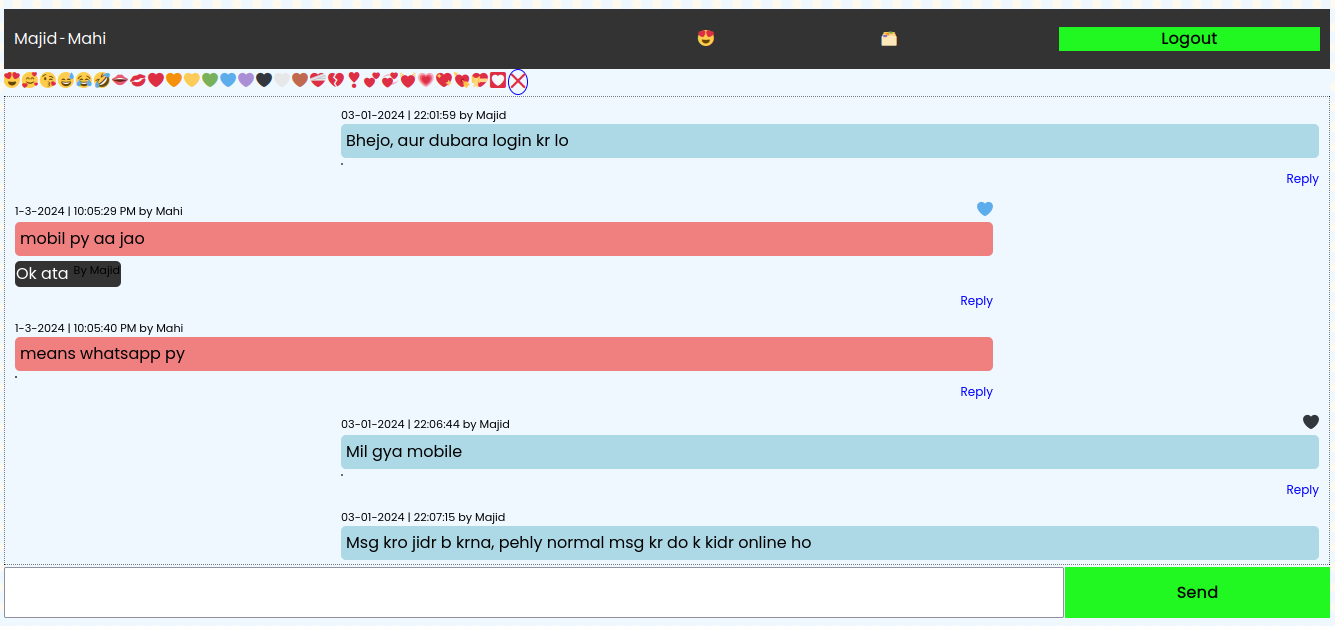 Majid - Mahi
Logout
03-01-2024 | 22:01:59 by Majid
Bhejo, aur dubara login kr lo
.
Reply
1-3-2024 | 10:05:29 PM by Mahi
mobil py aa jao
Ok ata By Majid
Reply
1-3-2024 | 10:05:40 PM by Mahi
means whatsapp py
.
Reply
03-01-2024 | 22:06:44 by Majid
Mil gya mobile
.
Reply
03-01-2024 | 22:07:15 by Majid
Msg kro jidr b krna, pehly normal msg kr do k kidr online ho
Send